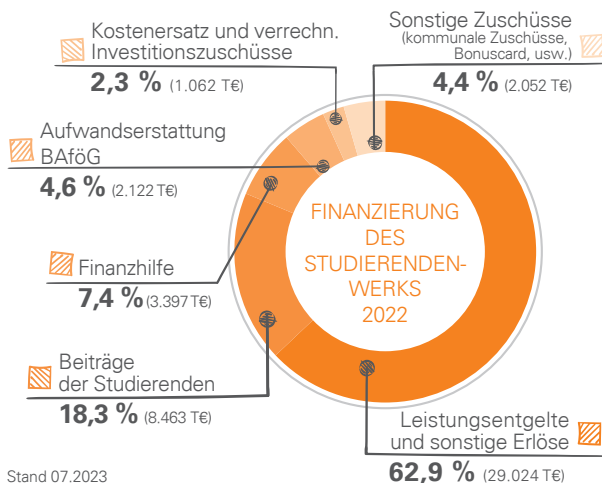 Kostenersatz und verrechn.
Investitionszuschüsse
2,3 % (1.062 T€)
Sonstige Zuschüsse
(kommunale Zuschüsse,
Bonuscard, usw.)
4,4 % (2.052 T€)
Aufwandserstattung
BAföG
4,6 % (2.122 T€)
Finanzhilfe
7,4 % (3.397 T€)
Beiträge
der Studierenden
18,3 % (8.463 T€)
FINANZIERUNG
DES
STUDIERENDEN-
WERKS
2022
Leistungsentgelte
und sonstige Erlöse
62,9 % (29.024 T€)
Stand 07.2023